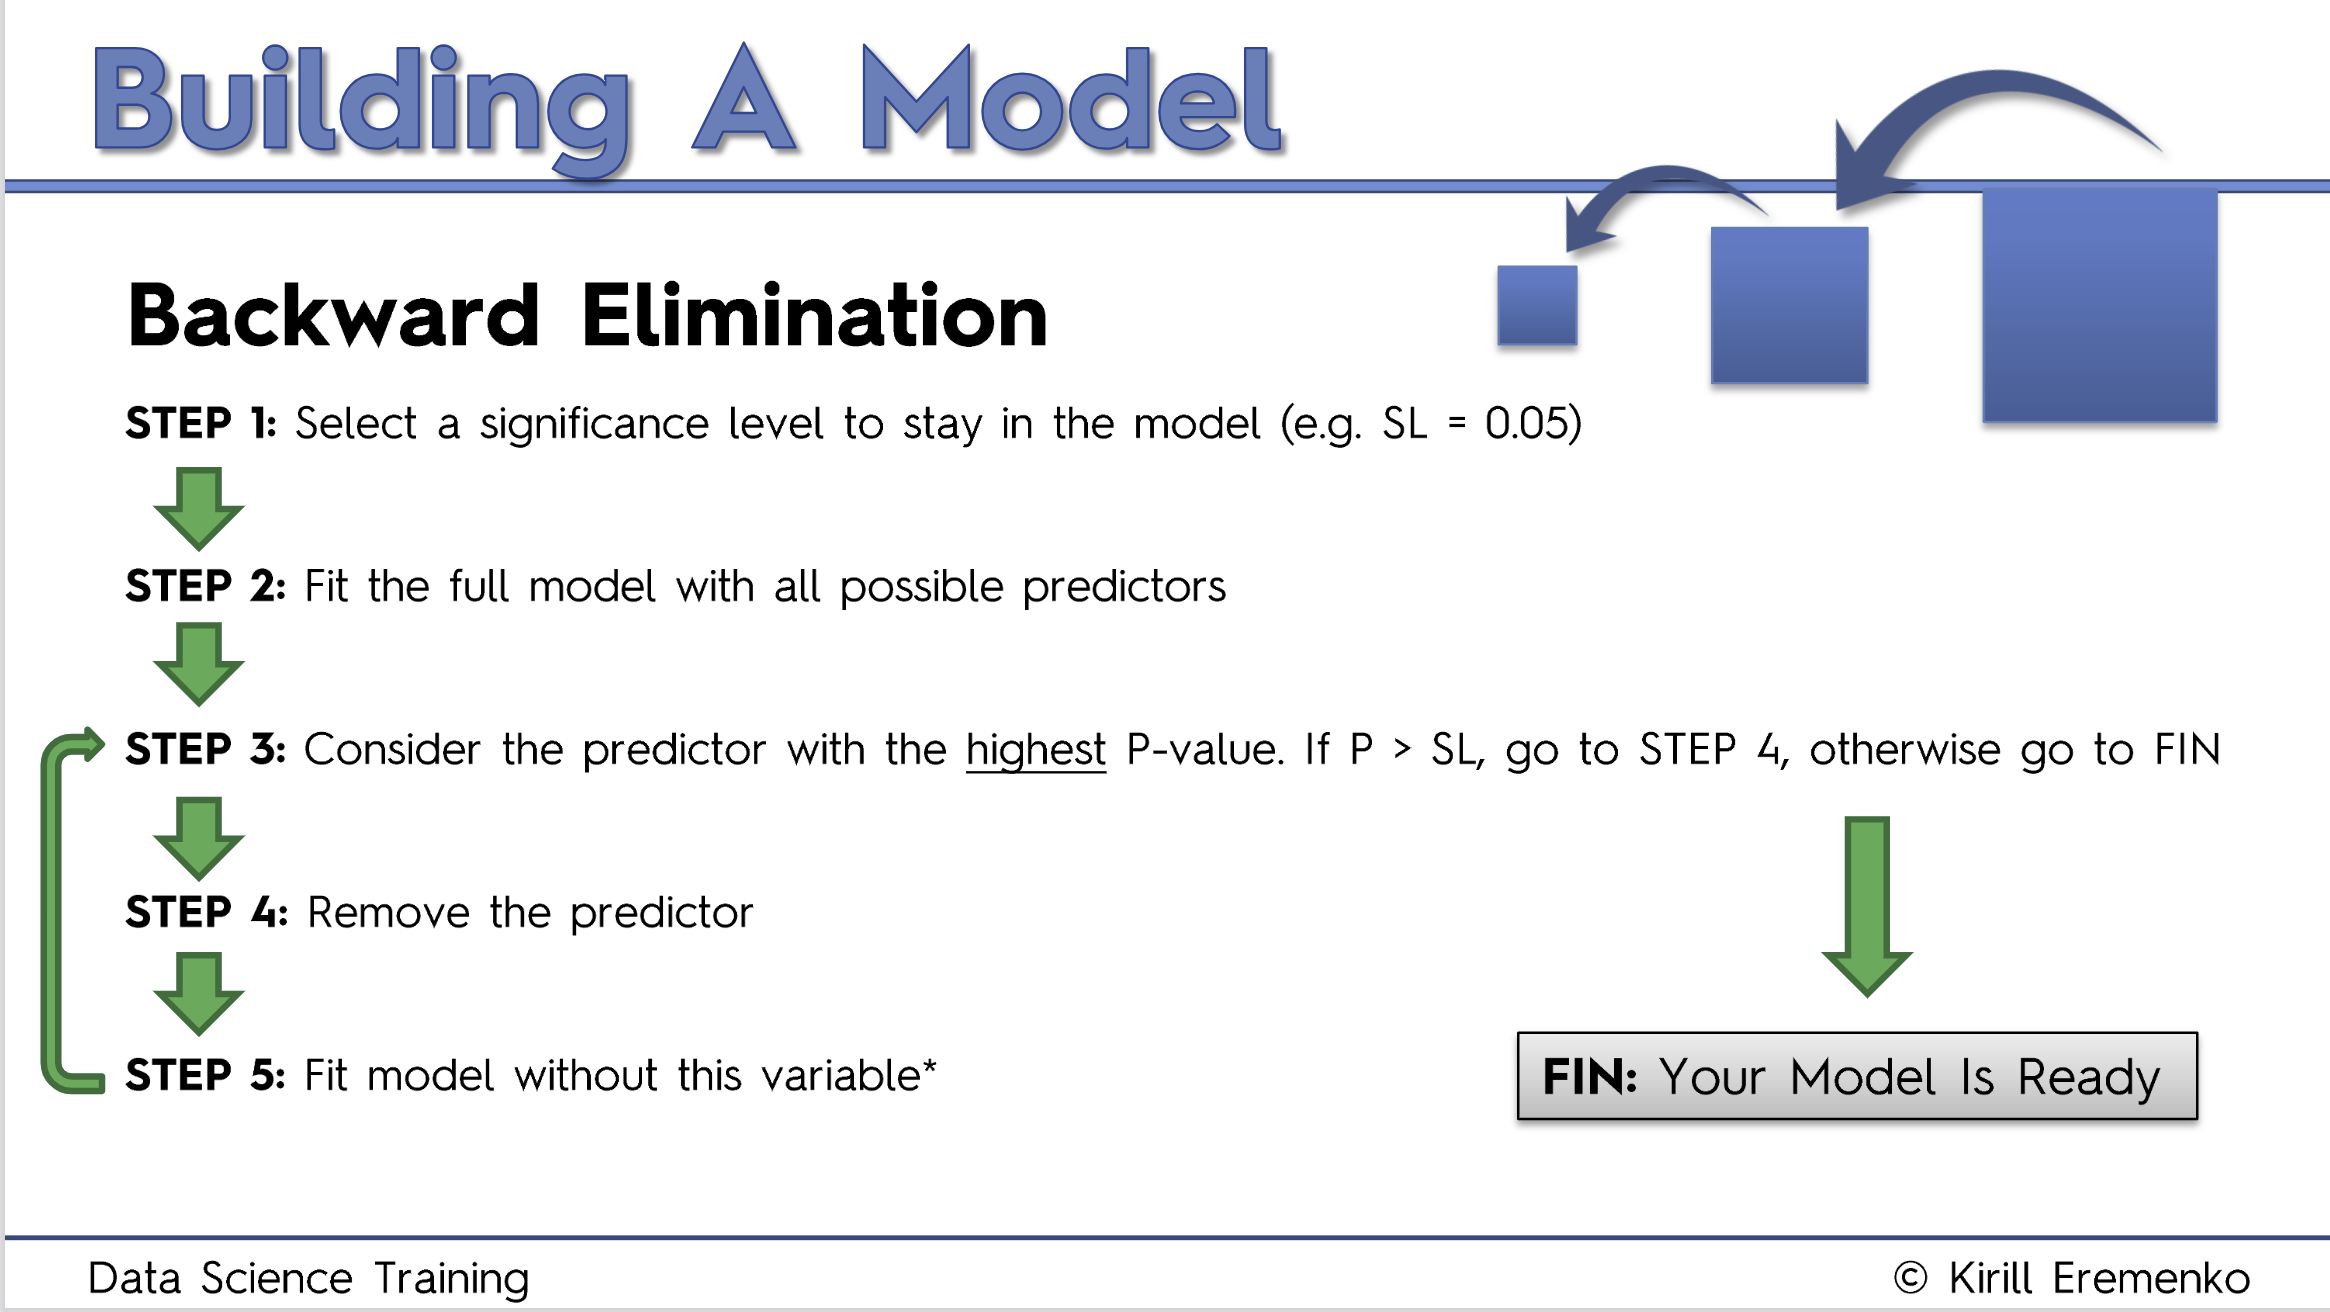 Building A Model
Backward Elimination
STEP 1: Select a significance level to stay in the model (e.g. SL = 0.05)
STEP 2: Fit the full model with all possible predictors
STEP 3: Consider the predictor with the highest P-value. If P > SL, go to STEP 4, otherwise go to FIN
STEP 4: Remove the predictor
STEP 5: Fit model without this variable*
FIN: Your Model Is Ready
Data Science Training
© Kirill Eremenko